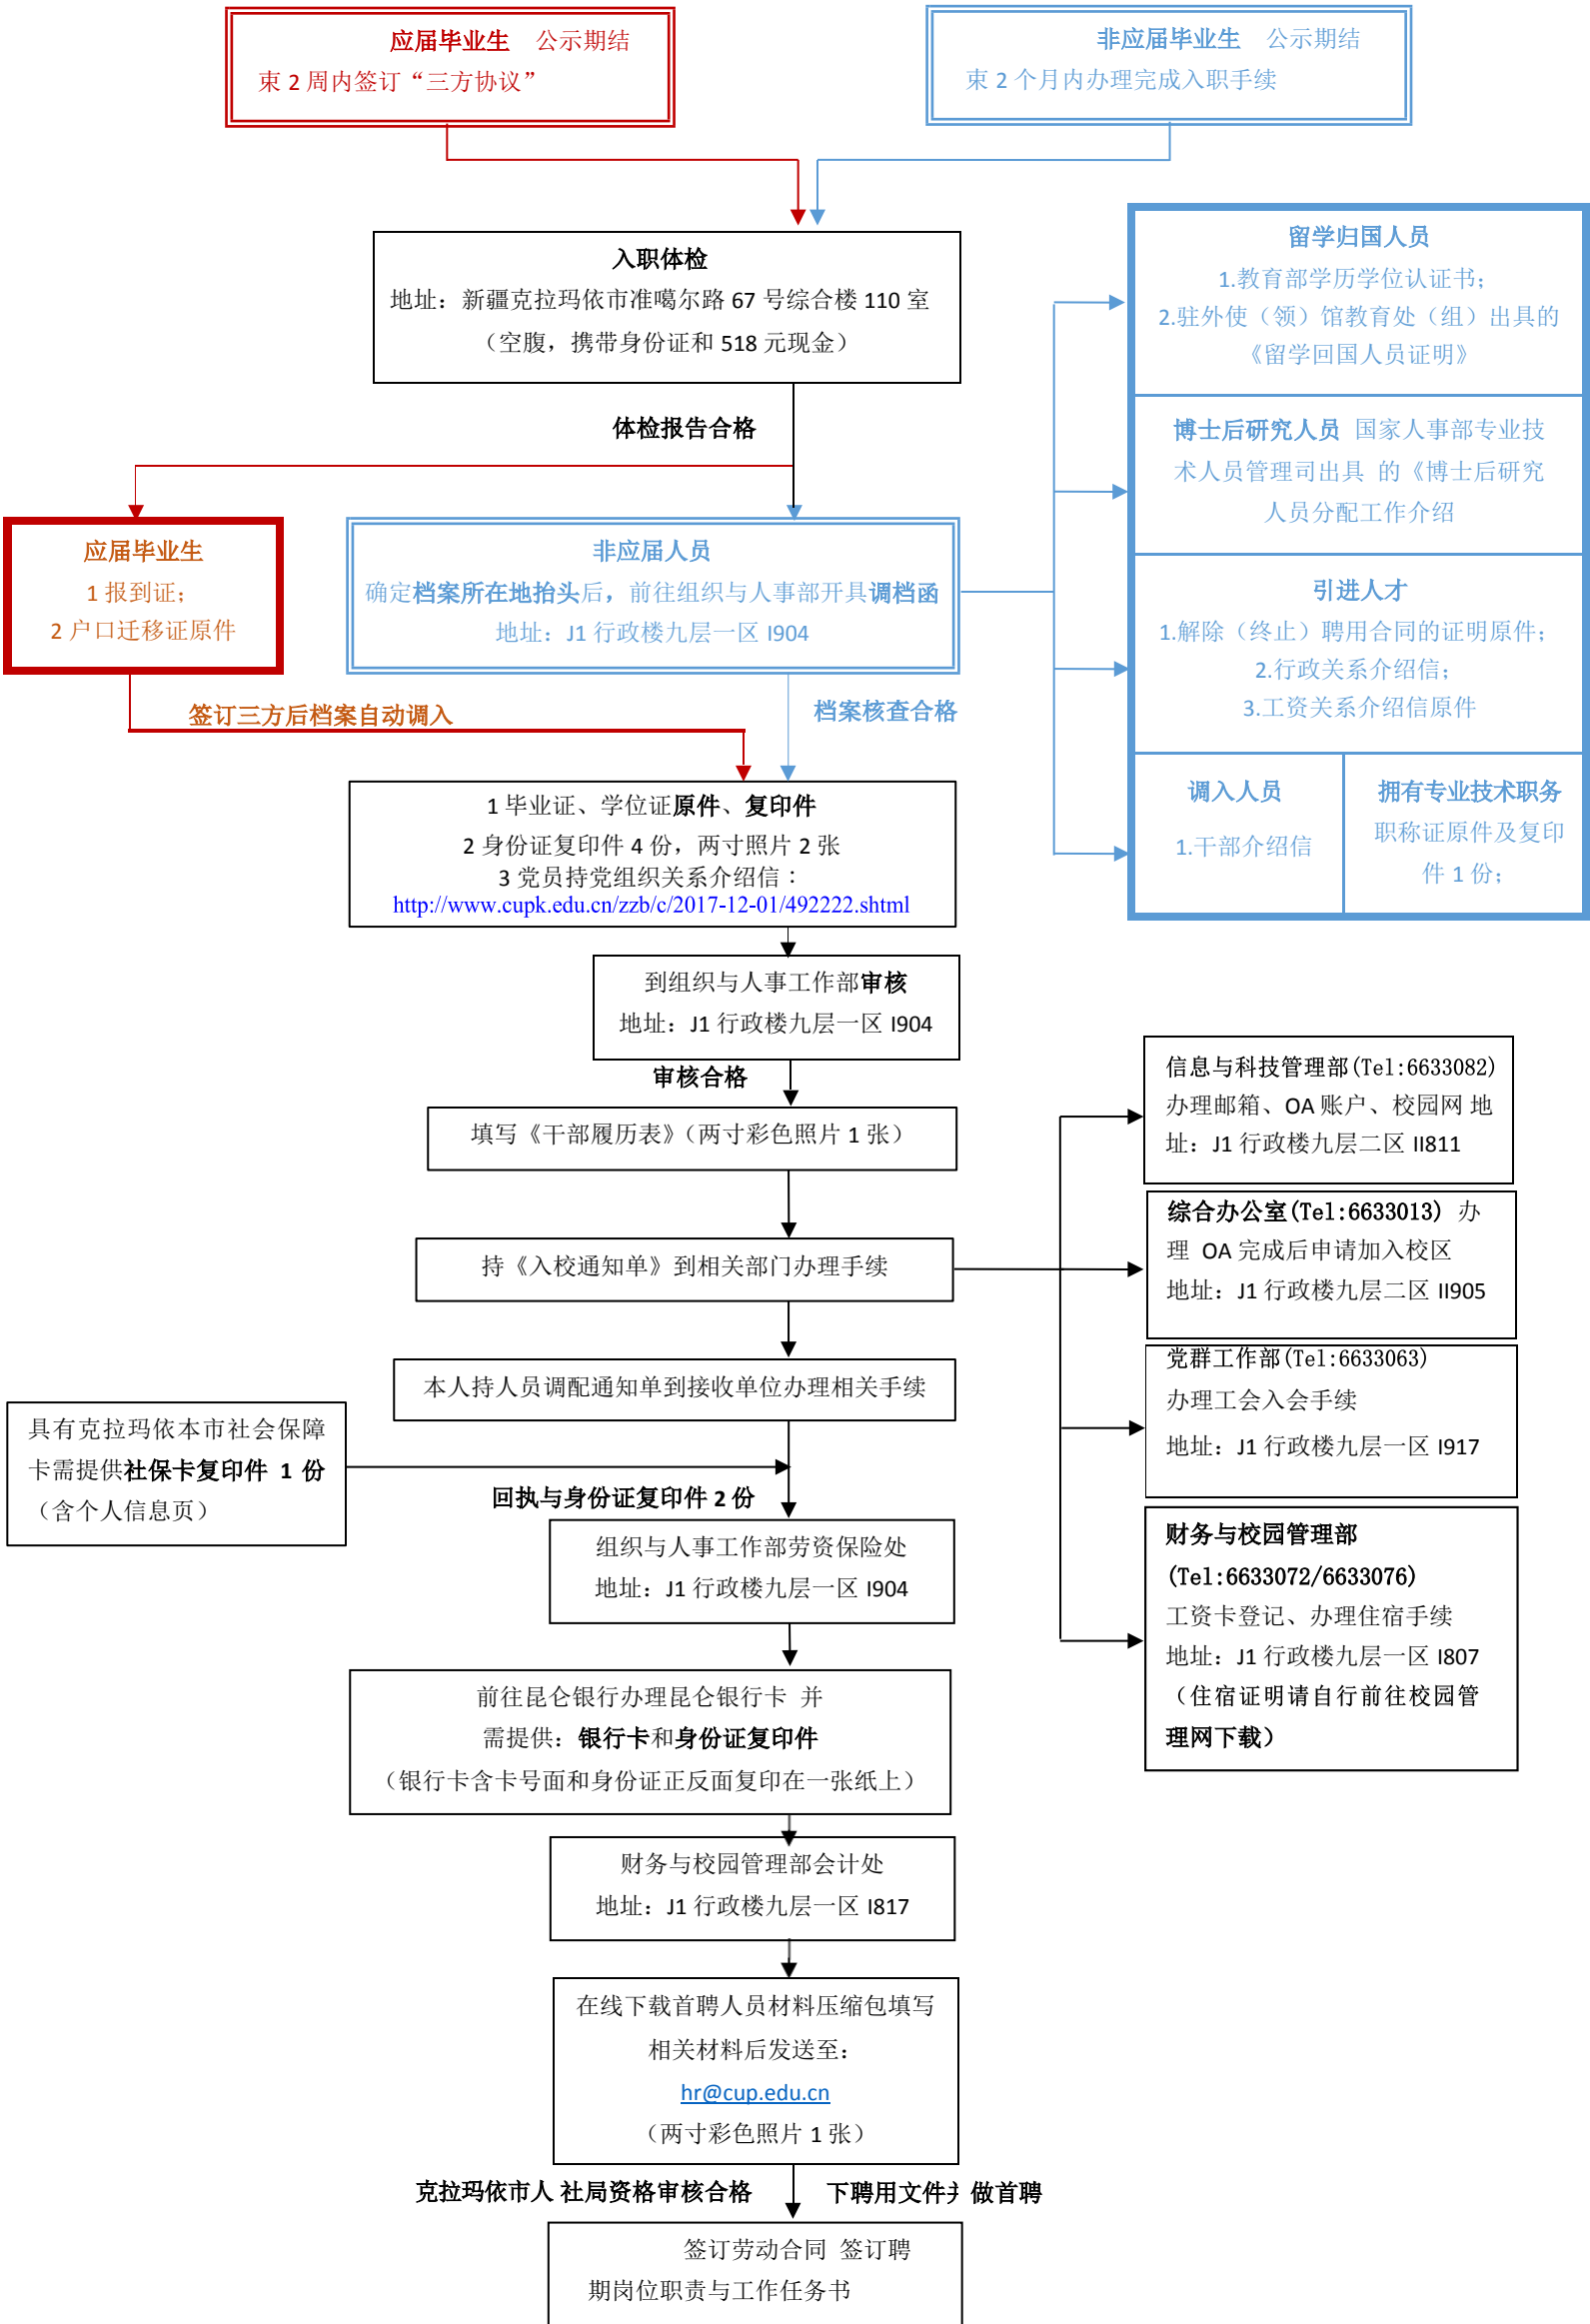 应届毕业生 公示期结
束 2 周内签订“三方协议”
非应届毕业生 公示期结
束 2 个月内办理完成入职手续
入职体检
地址：新疆克拉玛依市准噶尔路 67 号综合楼 110 室
（空腹，携带身份证和 518 元现金）
体检报告合格
留学归国人员
1.教育部学历学位认证书；
2.驻外使（领）馆教育处（组）出具的
《留学回国人员证明》
博士后研究人员 国家人事部专业技
术人员管理司出具 的《博士后研究
人员分配工作介绍
引进人才
1.解除（终止）聘用合同的证明原件；
2.行政关系介绍信；
3.工资关系介绍信原件
调入人员
1.干部介绍信
拥有专业技术职务
职称证原件及复印
件 1 份；
应届毕业生
1 报到证；
2 户口迁移证原件
非应届人员
确定档案所在地抬头后，前往组织与人事部开具调档函
地址：J1 行政楼九层一区 I904
签订三方后档案自动调入
档案核查合格
1 毕业证、学位证原件、复印件
2 身份证复印件 4 份，两寸照片 2 张
3 党员持党组织关系介绍信：
http://www.cupk.edu.cn/zzb/c/2017-12-01/492222.shtml
到组织与人事工作部审核
地址：J1 行政楼九层一区 I904
审核合格
填写《干部履历表》（两寸彩色照片 1 张）
持《入校通知单》到相关部门办理手续
信息与科技管理部(Tel:6633082)
办理邮箱、OA 账户、校园网 地
址：J1 行政楼九层二区 II811
综合办公室(Tel:6633013) 办
理 OA 完成后申请加入校区
地址：J1 行政楼九层二区 II905
党群工作部(Tel:6633063)
办理工会入会手续
地址：J1 行政楼九层一区 I917
财务与校园管理部
(Tel:6633072/6633076)
工资卡登记、办理住宿手续
地址：J1 行政楼九层一区 I807
（住宿证明请自行前往校园管
理网下载）
本人持人员调配通知单到接收单位办理相关手续
具有克拉玛依本市社会保障
卡需提供社保卡复印件 1 份
（含个人信息页）
回执与身份证复印件 2 份
组织与人事工作部劳资保险处
地址：J1 行政楼九层一区 I904
前往昆仑银行办理昆仑银行卡 并
需提供：银行卡和身份证复印件
（银行卡含卡号面和身份证正反面复印在一张纸上）
财务与校园管理部会计处
地址：J1 行政楼九层一区 I817
在线下载首聘人员材料压缩包填写
相关材料后发送至：
hr@cup.edu.cn
（两寸彩色照片 1 张）
克拉玛依市人 社局资格审核合格
下聘用文件并 做首聘
签订劳动合同 签订聘
期岗位职责与工作任务书